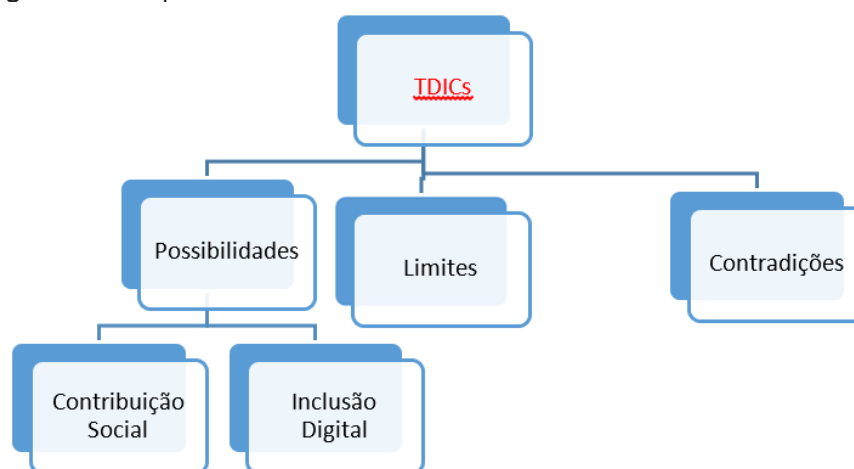 TDICs
Possibilidades
Limites
Contradições
Contribuição
Social
Inclusão
Digital